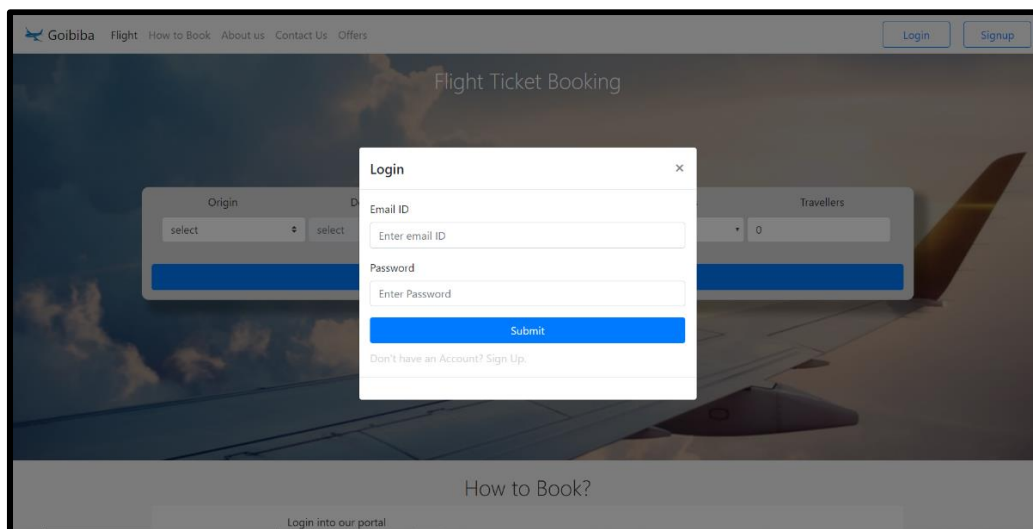 Goibiba Flight How to Book About us Contact Us Offers Login Signup
Flight Ticket Booking
Login ×
Origin Travellers
select select 0
Email ID
Enter email ID
Password
Enter Password
Submit
Don't have an Account? Sign Up.
How to Book?
Login into our portal